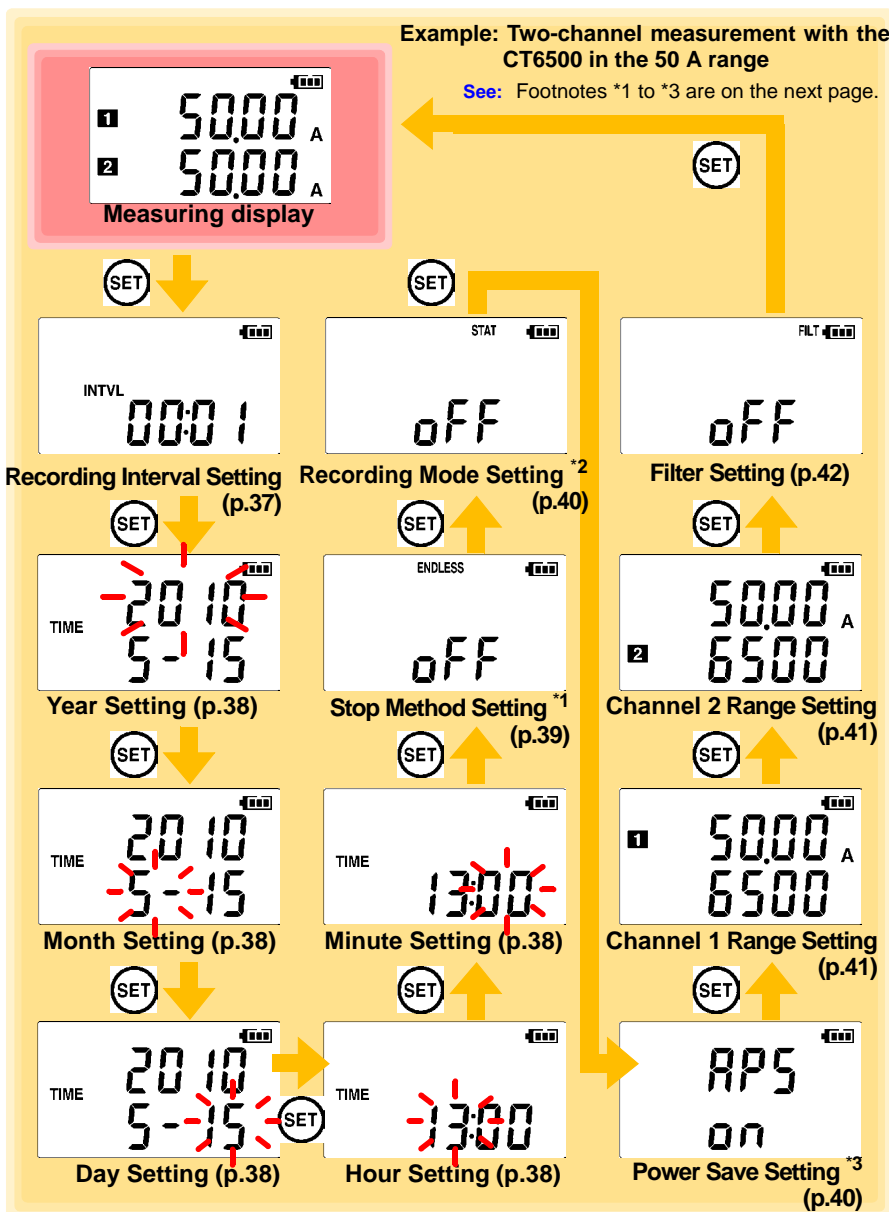 Example: Two-channel measurement with the
CT6500 in the 50 A range
See: Footnotes *1 to *3 are on the next page.
1 50.00 A
2 50.00 A
Measuring display
SET
SET
SET
INTVL
00:01
Recording Interval Setting
(p.37)
STAT
oFF
Recording Mode Setting *2
(p.40)
FILT
oFF
Filter Setting (p.42)
SET
SET
SET
TIME
2010
5-15
Year Setting (p.38)
ENDLESS
oFF
Stop Method Setting *1
(p.39)
50.00 A
2 6500
Channel 2 Range Setting
(p.41)
SET
SET
SET
TIME
2010
5-15
Month Setting (p.38)
TIME
13:00
Minute Setting (p.38)
1 50.00 A
6500
Channel 1 Range Setting
(p.41)
SET
SET
SET
TIME
2010
5-15
Day Setting (p.38)
SET
TIME
13:00
Hour Setting (p.38)
APS
on
Power Save Setting *3
(p.40)